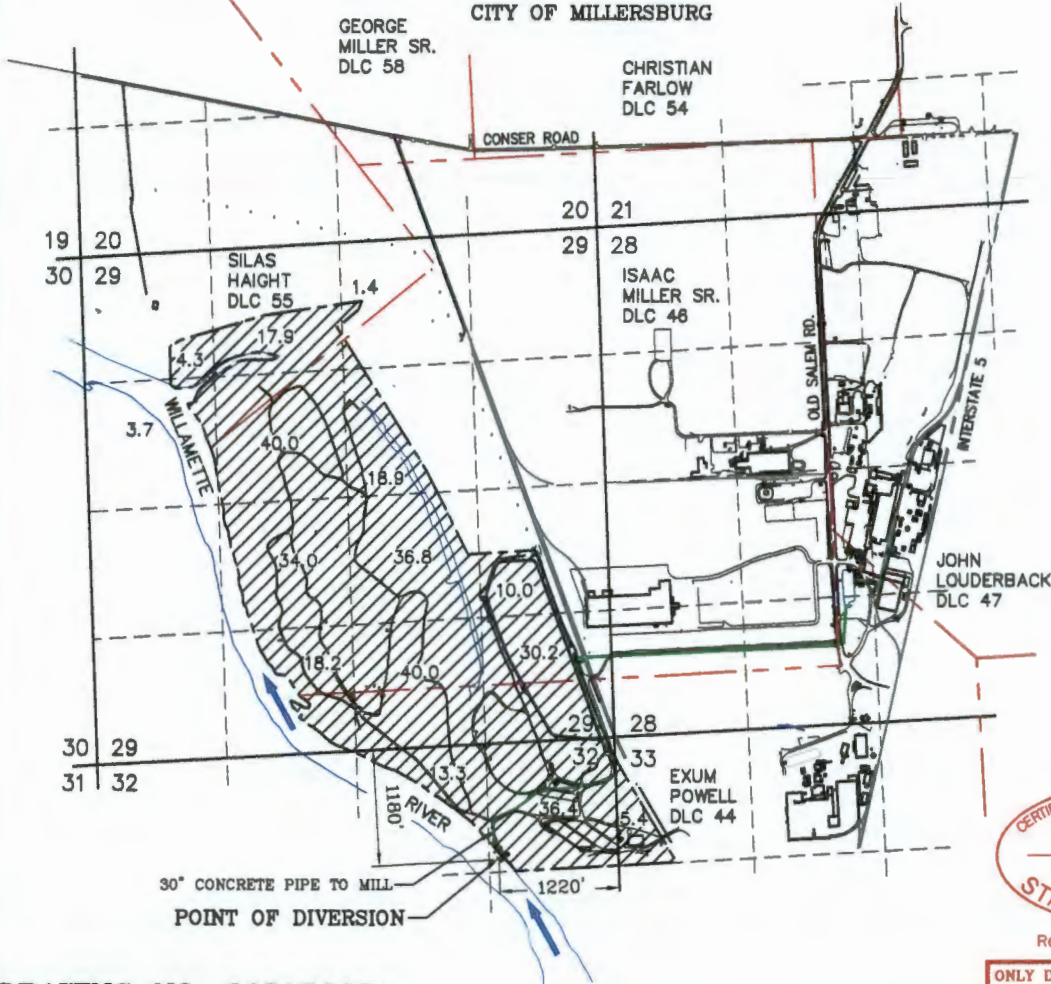 CITY OF MILLERSBURG
GEORGE
MILLER SR.
DLC 58
CHRISTIAN
FARLOW
DLC 54
CONSER ROAD
20 21
29 28
19 20
30 29
SILAS
HAIGHT
DLC 55
ISAAC
MILLER SR.
DLC 46
1.4
17.9
4.3
3.7
WILLAMETTE
OLD SALEM RD.
INTERSTATE 5
40.0
18.9
34.0
36.8
10.0
30.2
JOHN
LOUDERBACK
DLC 47
18.2
40.0
29 28
32 33
30 29
31 32
3.3
1180'
RIVER
36.4
5.4
EXUM
POWELL
DLC 44
30" CONCRETE PIPE TO MILL
1220'
POINT OF DIVERSION
ONLY D